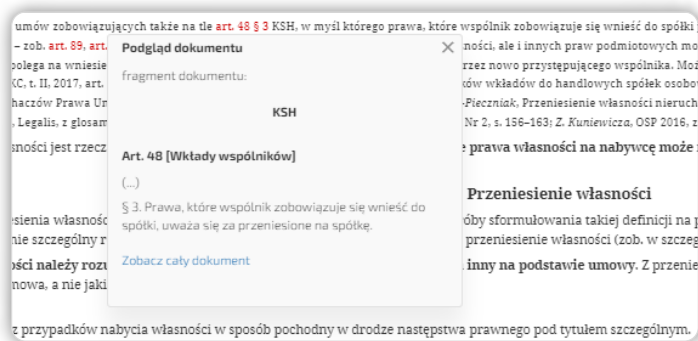 umów zobowiązujących także na tle art. 48 § 3 KSH, w myśl którego prawa, które wspólnik zobowiązuje się wnieść do spółki
– zob. art. 89, art.
ności, ale i innych praw podmiotowych mo
polega na wniesie
rzez nowo przystępującego wspólnika. Moż
KC, t. II, 2017, art.
ków wkładów do handlowych spółek osobo
haczów Prawa Un
-Pieczniak, Przeniesienie własności nieruch
, Legalis, z glosam
Nr 2, s. 156–163; Z. Kuniewicza, OSP 2016, z
sności jest rzecz
e prawa własności na nabywcę może
Podgląd dokumentu
fragment dokumentu:
KSH
Art. 48 [Wkłady wspólników]
(...)
§ 3. Prawa, które wspólnik zobowiązuje się wnieść do
spółki, uważa się za przeniesione na spółkę.
Zobacz cały dokument
Przeniesienie własności
esienia własnośc
óby sformułowania takiej definicji na p
nie szczególny r
przeniesienie własności (zob. w szczeg
ości należy rozu
inny na podstawie umowy. Z przenie
nowa, a nie jaki
z przypadków nabycia własności w sposób pochodny w drodze następstwa prawnego pod tytułem szczególnym.